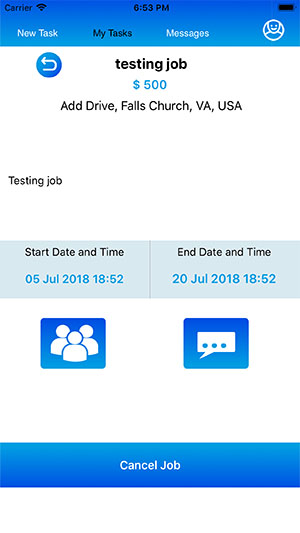 Carrier 6:53 PM
New Task My Tasks Messages
testing job
$ 500
Add Drive, Falls Church, VA, USA
Testing job
Start Date and Time End Date and Time
05 Jul 2018 18:52 20 Jul 2018 18:52
Cancel Job